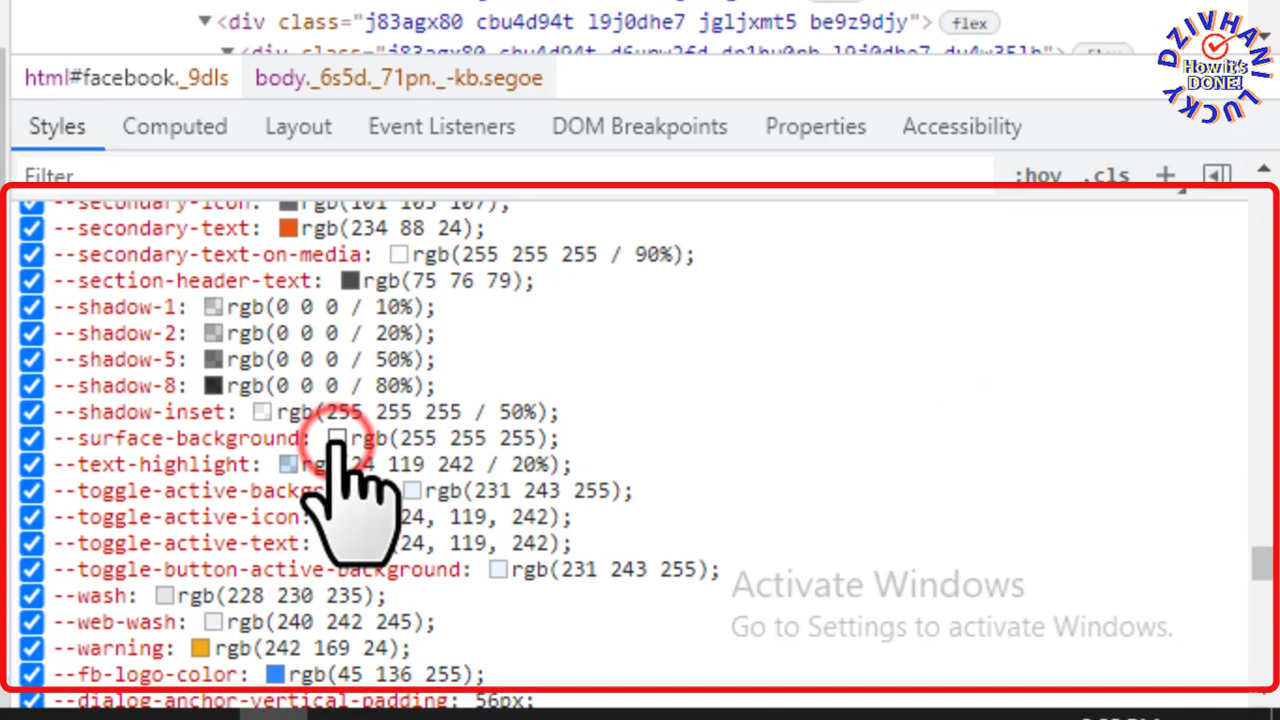 ▼<div class="j83agx80 cbu4d94t l9j0dhe7 jgljxmt5 be9z9djy"> flex
DZIVHANI LUCKY
How it's DONE!
html#facebook._9dls body._6s5d._71pn._-kb.segoe
Styles Computed Layout Event Listeners DOM Breakpoints Properties Accessibility
Filter :hov .cls +
--secondary-icon: rgb(101 103 107);
--secondary-text: rgb(234 88 24);
--secondary-text-on-media: rgb(255 255 255 / 90%);
--section-header-text: rgb(75 76 79);
--shadow-1: rgb(0 0 0 / 10%);
--shadow-2: rgb(0 0 0 / 20%);
--shadow-5: rgb(0 0 0 / 50%);
--shadow-8: rgb(0 0 0 / 80%);
--shadow-inset: rgb(255 255 255 / 50%);
--surface-background: rgb(255 255 255);
--text-highlight: 24 119 242 / 20%);
--toggle-active- rgb(231 243 255);
--toggle-active-icon: 24, 119, 242);
--toggle-active-text: 24, 119, 242);
--toggle-button-active-background: rgb(231 243 255);
--wash: rgb(228 230 235);
--web-wash: rgb(240 242 245);
--warning: rgb(242 169 24);
--fb-logo-color: rgb(45 136 255);
--dialog-anchor-vertical-padding: 56px;
Activate Windows
Go to Settings to activate Windows.